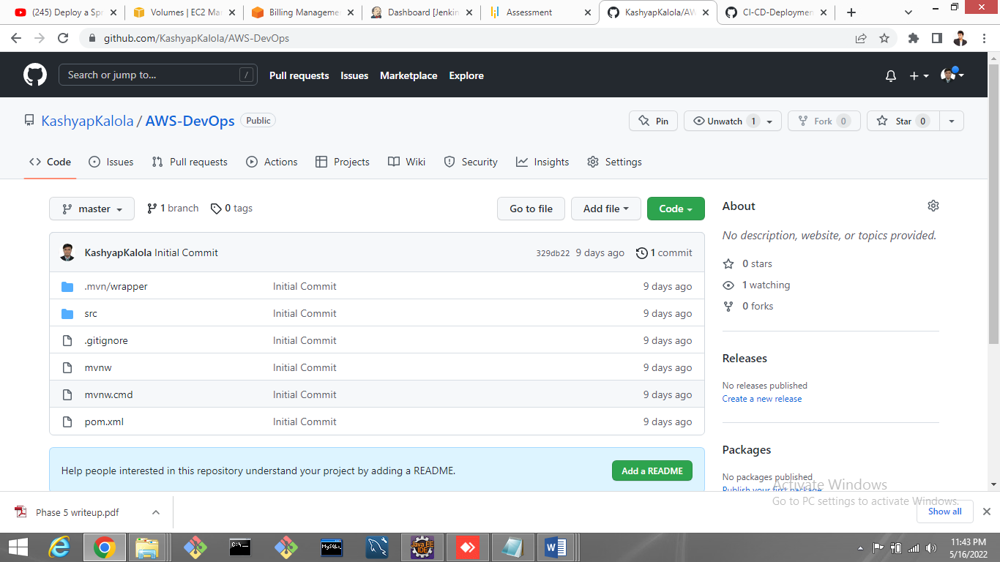 (245) Deploy a Spr
Volumes | EC2 Ma
Billing Manageme
Dashboard [Jenkin
Assessment
KashyapKalola/AW
CI-CD-Deploymen
github.com/KashyapKalola/AWS-DevOps
Search or jump to...
/
Pull requests
Issues
Marketplace
Explore
KashyapKalola / AWS-DevOps
Public
Pin
Unwatch 1
Fork 0
Star 0
Code
Issues
Pull requests
Actions
Projects
Wiki
Security
Insights
Settings
master
1 branch
0 tags
Go to file
Add file
Code
KashyapKalola Initial Commit
329db22 9 days ago
1 commit
.mvn/wrapper Initial Commit 9 days ago
src Initial Commit 9 days ago
.gitignore Initial Commit 9 days ago
mvnw Initial Commit 9 days ago
mvnw.cmd Initial Commit 9 days ago
pom.xml Initial Commit 9 days ago
Help people interested in this repository understand your project by adding a README.
Add a README
About
No description, website, or topics provided.
0 stars
1 watching
0 forks
Releases
No releases published
Create a new release
Packages
No packages published
Publish your first package
Activate Windows
Go to PC settings to activate Windows.
Phase 5 writeup.pdf
Show all
C:\
MySQL
Java EE
IDE
11:43 PM
5/16/2022